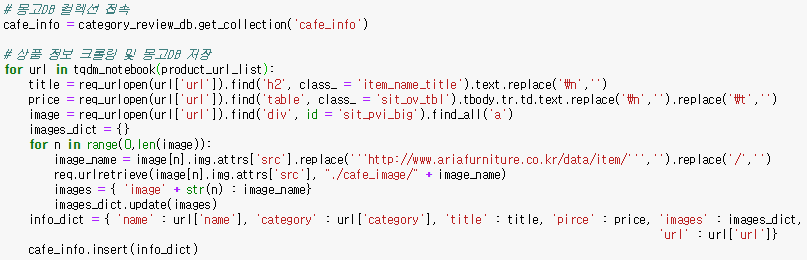 # 몽고DB 컬렉션 접속
cafe_info = category_review_db.get_collection('cafe_info')
# 상품 정보 크롤링 및 몽고DB 저장
for url in tqdm_notebook(product_url_list):
title = req_urlopen(url['url']).find('h2', class_ = 'item_name_title').text.replace('₩n','')
price = req_urlopen(url['url']).find('table', class_ = 'sit_ov_tbl').tbody.tr.td.text.replace('₩n','').replace('₩t','')
image = req_urlopen(url['url']).find('div', id = 'sit_pvi_big').find_all('a')
images_dict = {}
for n in range(0,len(image)):
image_name = image[n].img.attrs['src'].replace('''http://www.ariafurniture.co.kr/data/item/''','').replace('/','')
req.urlretrieve(image[n].img.attrs['src'], "./cafe_image/" + image_name)
images = { 'image' + str(n) : image_name}
images_dict.update(images)
info_dict = { 'name' : url['name'], 'category' : url['category'], 'title' : title, 'pirce' : price, 'images' : images_dict,
'url' : url['url']}
cafe_info.insert(info_dict)